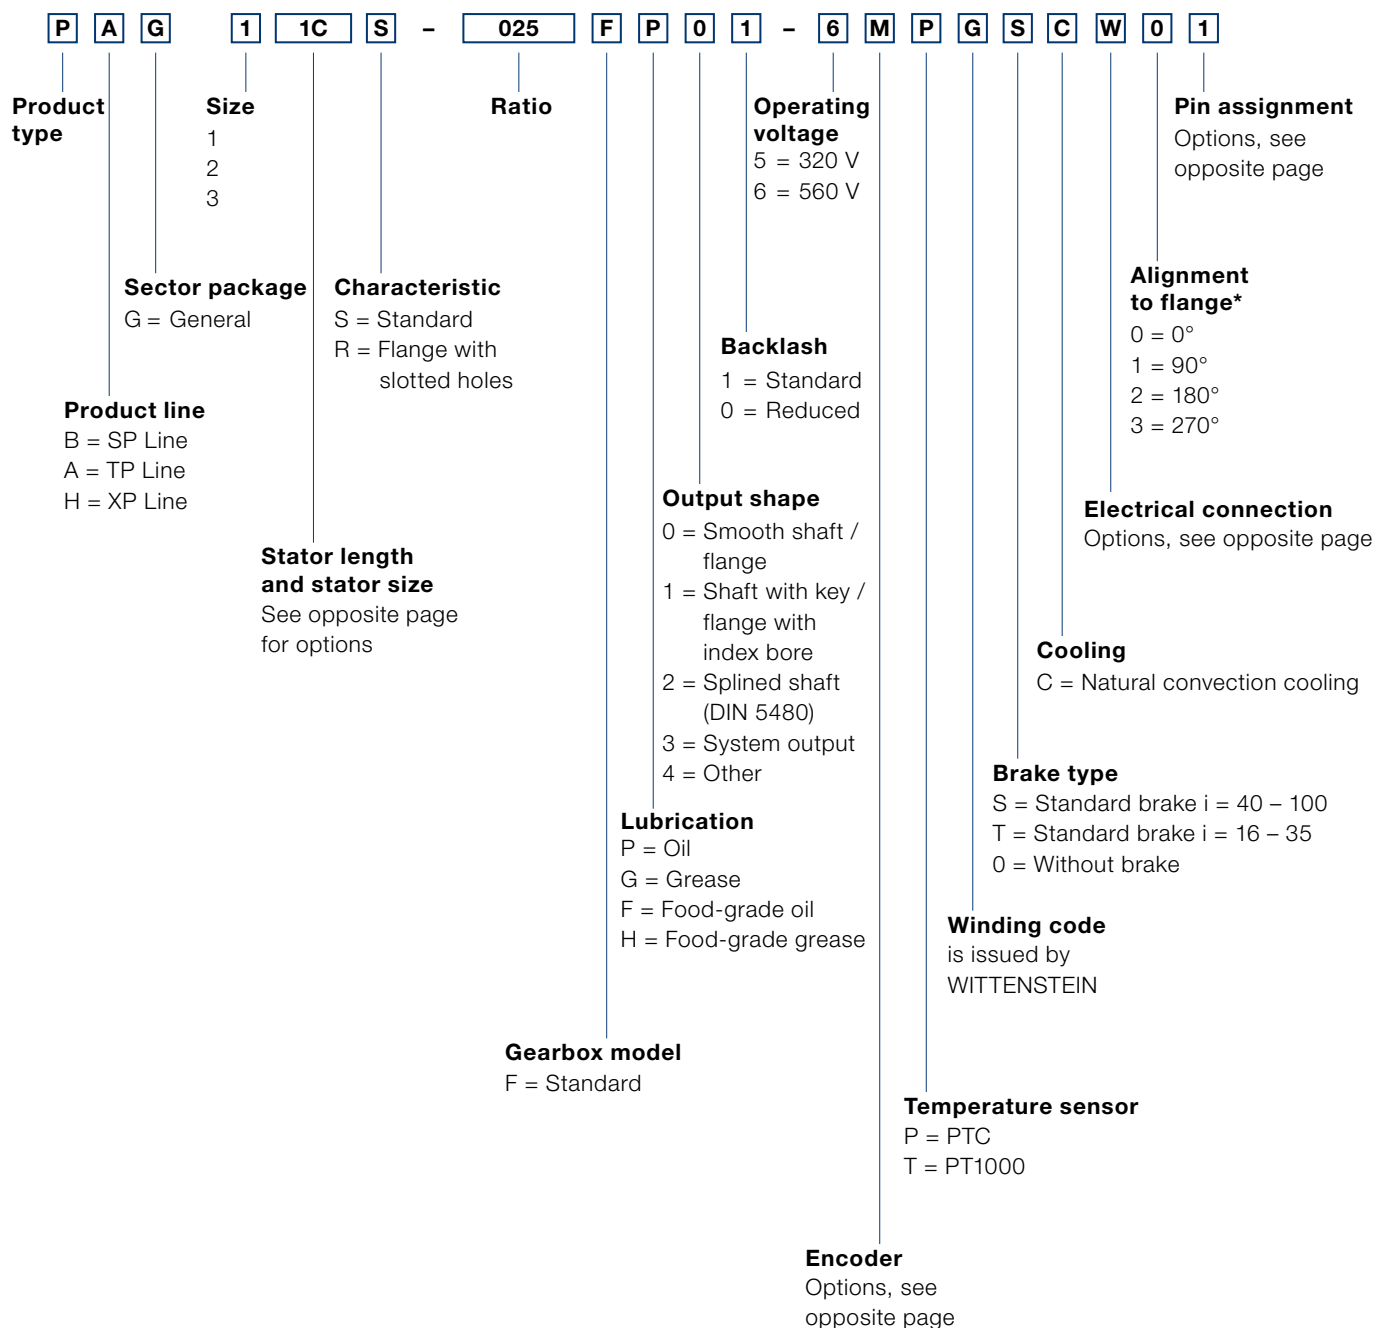 P A G 1 1C S – 025 F P 0 1 – 6 M P G S C W 0 1
Product
type
Size
1
2
3
Ratio
Operating
voltage
5 = 320 V
6 = 560 V
Pin assignment
Options, see
opposite page
Sector package
G = General
Characteristic
S = Standard
R = Flange with
slotted holes
Alignment
to flange*
0 = 0°
1 = 90°
2 = 180°
3 = 270°
Backlash
1 = Standard
0 = Reduced
Product line
B = SP Line
A = TP Line
H = XP Line
Output shape
0 = Smooth shaft /
flange
1 = Shaft with key /
flange with
index bore
2 = Splined shaft
(DIN 5480)
3 = System output
4 = Other
Electrical connection
Options, see opposite page
Stator length
and stator size
See opposite page
for options
Cooling
C = Natural convection cooling
Brake type
S = Standard brake i = 40 – 100
T = Standard brake i = 16 – 35
0 = Without brake
Lubrication
P = Oil
G = Grease
F = Food-grade oil
H = Food-grade grease
Winding code
is issued by
WITTENSTEIN
Gearbox model
F = Standard
Temperature sensor
P = PTC
T = PT1000
Encoder
Options, see
opposite page